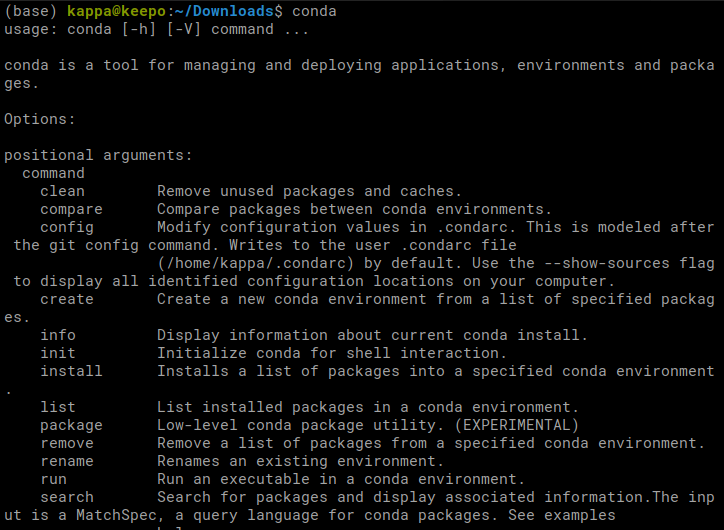 (base) kappa@keepo:~/Downloads$ conda
usage: conda [-h] [-V] command ...
conda is a tool for managing and deploying applications, environments and packa
ges.
Options:
positional arguments:
  command
    clean        Remove unused packages and caches.
    compare      Compare packages between conda environments.
    config       Modify configuration values in .condarc. This is modeled after
 the git config command. Writes to the user .condarc file
                 (/home/kappa/.condarc) by default. Use the --show-sources flag
 to display all identified configuration locations on your computer.
    create       Create a new conda environment from a list of specified packag
es.
    info         Display information about current conda install.
    init         Initialize conda for shell interaction.
    install      Installs a list of packages into a specified conda environment
.
    list         List installed packages in a conda environment.
    package      Low-level conda package utility. (EXPERIMENTAL)
    remove       Remove a list of packages from a specified conda environment.
    rename       Renames an existing environment.
    run          Run an executable in a conda environment.
    search       Search for packages and display associated information.The inp
ut is a MatchSpec, a query language for conda packages. See examples